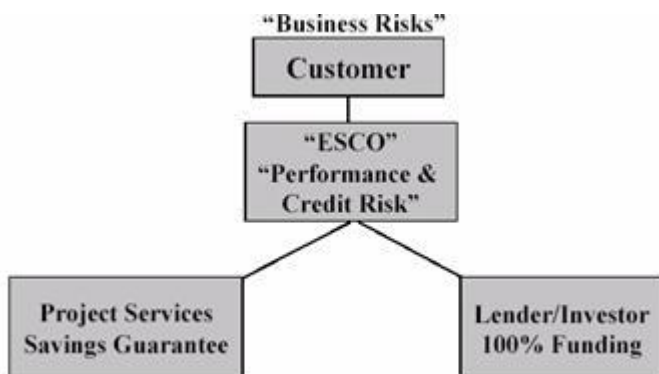 “Business Risks”
Customer
“ESCO”
“Performance &
Credit Risk”
Project Services
Savings Guarantee
Lender/Investor
100% Funding